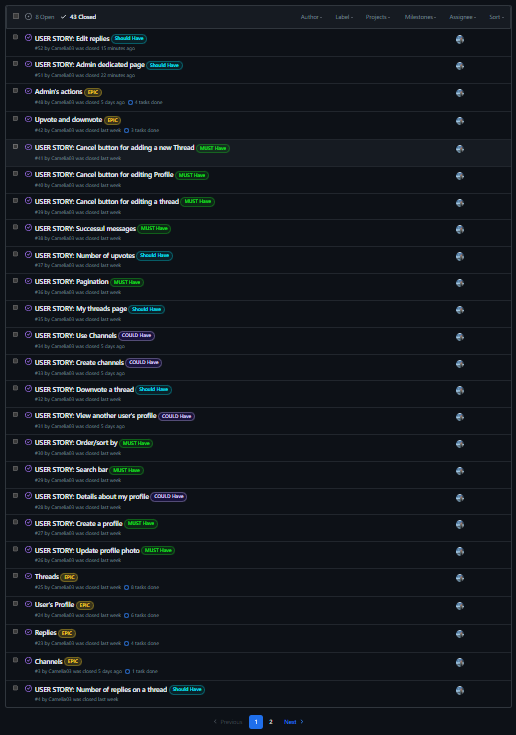 8 Open 43 Closed Author Label Projects Milestones Assignee Sort
USER STORY: Edit replies Should Have
#52 by Camelia03 was closed 15 minutes ago
USER STORY: Admin dedicated page Should Have
#51 by Camelia03 was closed 22 minutes ago
Admin's actions EPIC
by Camelia03 was closed 5 days ago 4 tasks done
Upvote and downvote EPIC
by Camelia03 was closed last week 3 tasks done
USER STORY: Cancel button for adding a new Thread MUST Have
#41 by Camelia03 was closed last week
USER STORY: Cancel button for editing Profile MUST Have
#40 by Camelia03 was closed last week
USER STORY: Cancel button for editing a thread MUST Have
#39 by Camelia03 was closed last week
USER STORY: Successul messages MUST Have
#38 by Camelia03 was closed last week
USER STORY: Number of upvotes Should Have
#37 by Camelia03 was closed last week
USER STORY: Pagination MUST Have
#36 by Camelia03 was closed last week
USER STORY: My threads page Should Have
#35 by Camelia03 was closed last week
USER STORY: Use Channels COULD Have
#34 by Camelia03 was closed 5 days ago
USER STORY: Create channels COULD Have
#33 by Camelia03 was closed 5 days ago
USER STORY: Downvote a thread Should Have
#32 by Camelia03 was closed last week
USER STORY: View another user's profile COULD Have
#31 by Camelia03 was closed 5 days ago
USER STORY: Order/sort by MUST Have
#30 by Camelia03 was closed last week
USER STORY: Search bar MUST Have
#29 by Camelia03 was closed last week
USER STORY: Details about my profile COULD Have
#28 by Camelia03 was closed last week
USER STORY: Create a profile MUST Have
#27 by Camelia03 was closed last week
USER STORY: Update profile photo MUST Have
#26 by Camelia03 was closed last week
Threads EPIC
#25 by Camelia03 was closed last week 8 tasks done
User's Profile EPIC
#24 by Camelia03 was closed last week 6 tasks done
Replies EPIC
#23 by Camelia03 was closed last week 4 tasks done
Channels EPIC
by Camelia03 was closed 5 days ago 1 task done
USER STORY: Number of replies on a thread Should Have
by Camelia03 was closed last week
Previous 1 2 Next